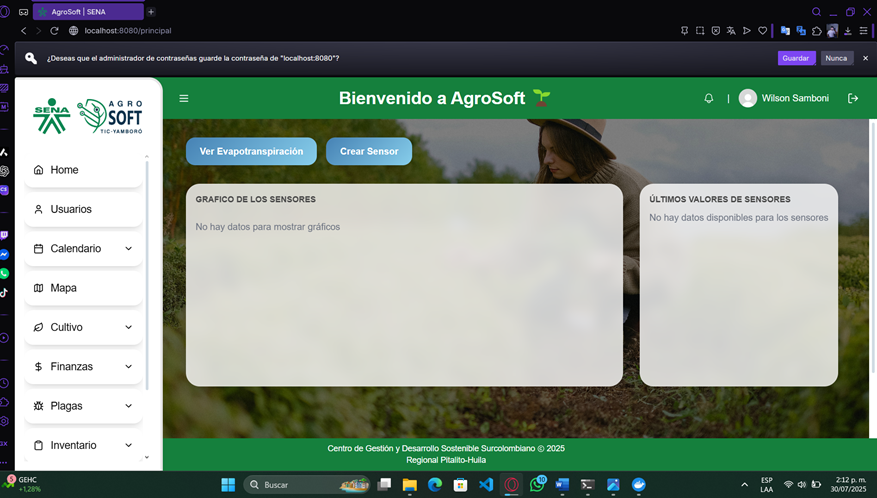 AgroSoft | SENA
localhost:8080/principal
¿Deseas que el administrador de contraseñas guarde la contraseña de "localhost:8080"?
Guardar
Nunca
SENA
AGRO
SOFT
TIC·YAMBORÓ
Bienvenido a AgroSoft
Wilson Samboni
Home
Usuarios
Calendario
Mapa
Cultivo
Finanzas
Plagas
Inventario
Ver Evapotranspiración
Crear Sensor
GRAFICO DE LOS SENSORES
No hay datos para mostrar gráficos
ÚLTIMOS VALORES DE SENSORES
No hay datos disponibles para los sensores
Centro de Gestión y Desarrollo Sostenible Surcolombiano © 2025
Regional Pitalito-Huila
GEHC
+1,28%
Buscar
10
ESP
LAA
2:12 p. m.
30/07/2025